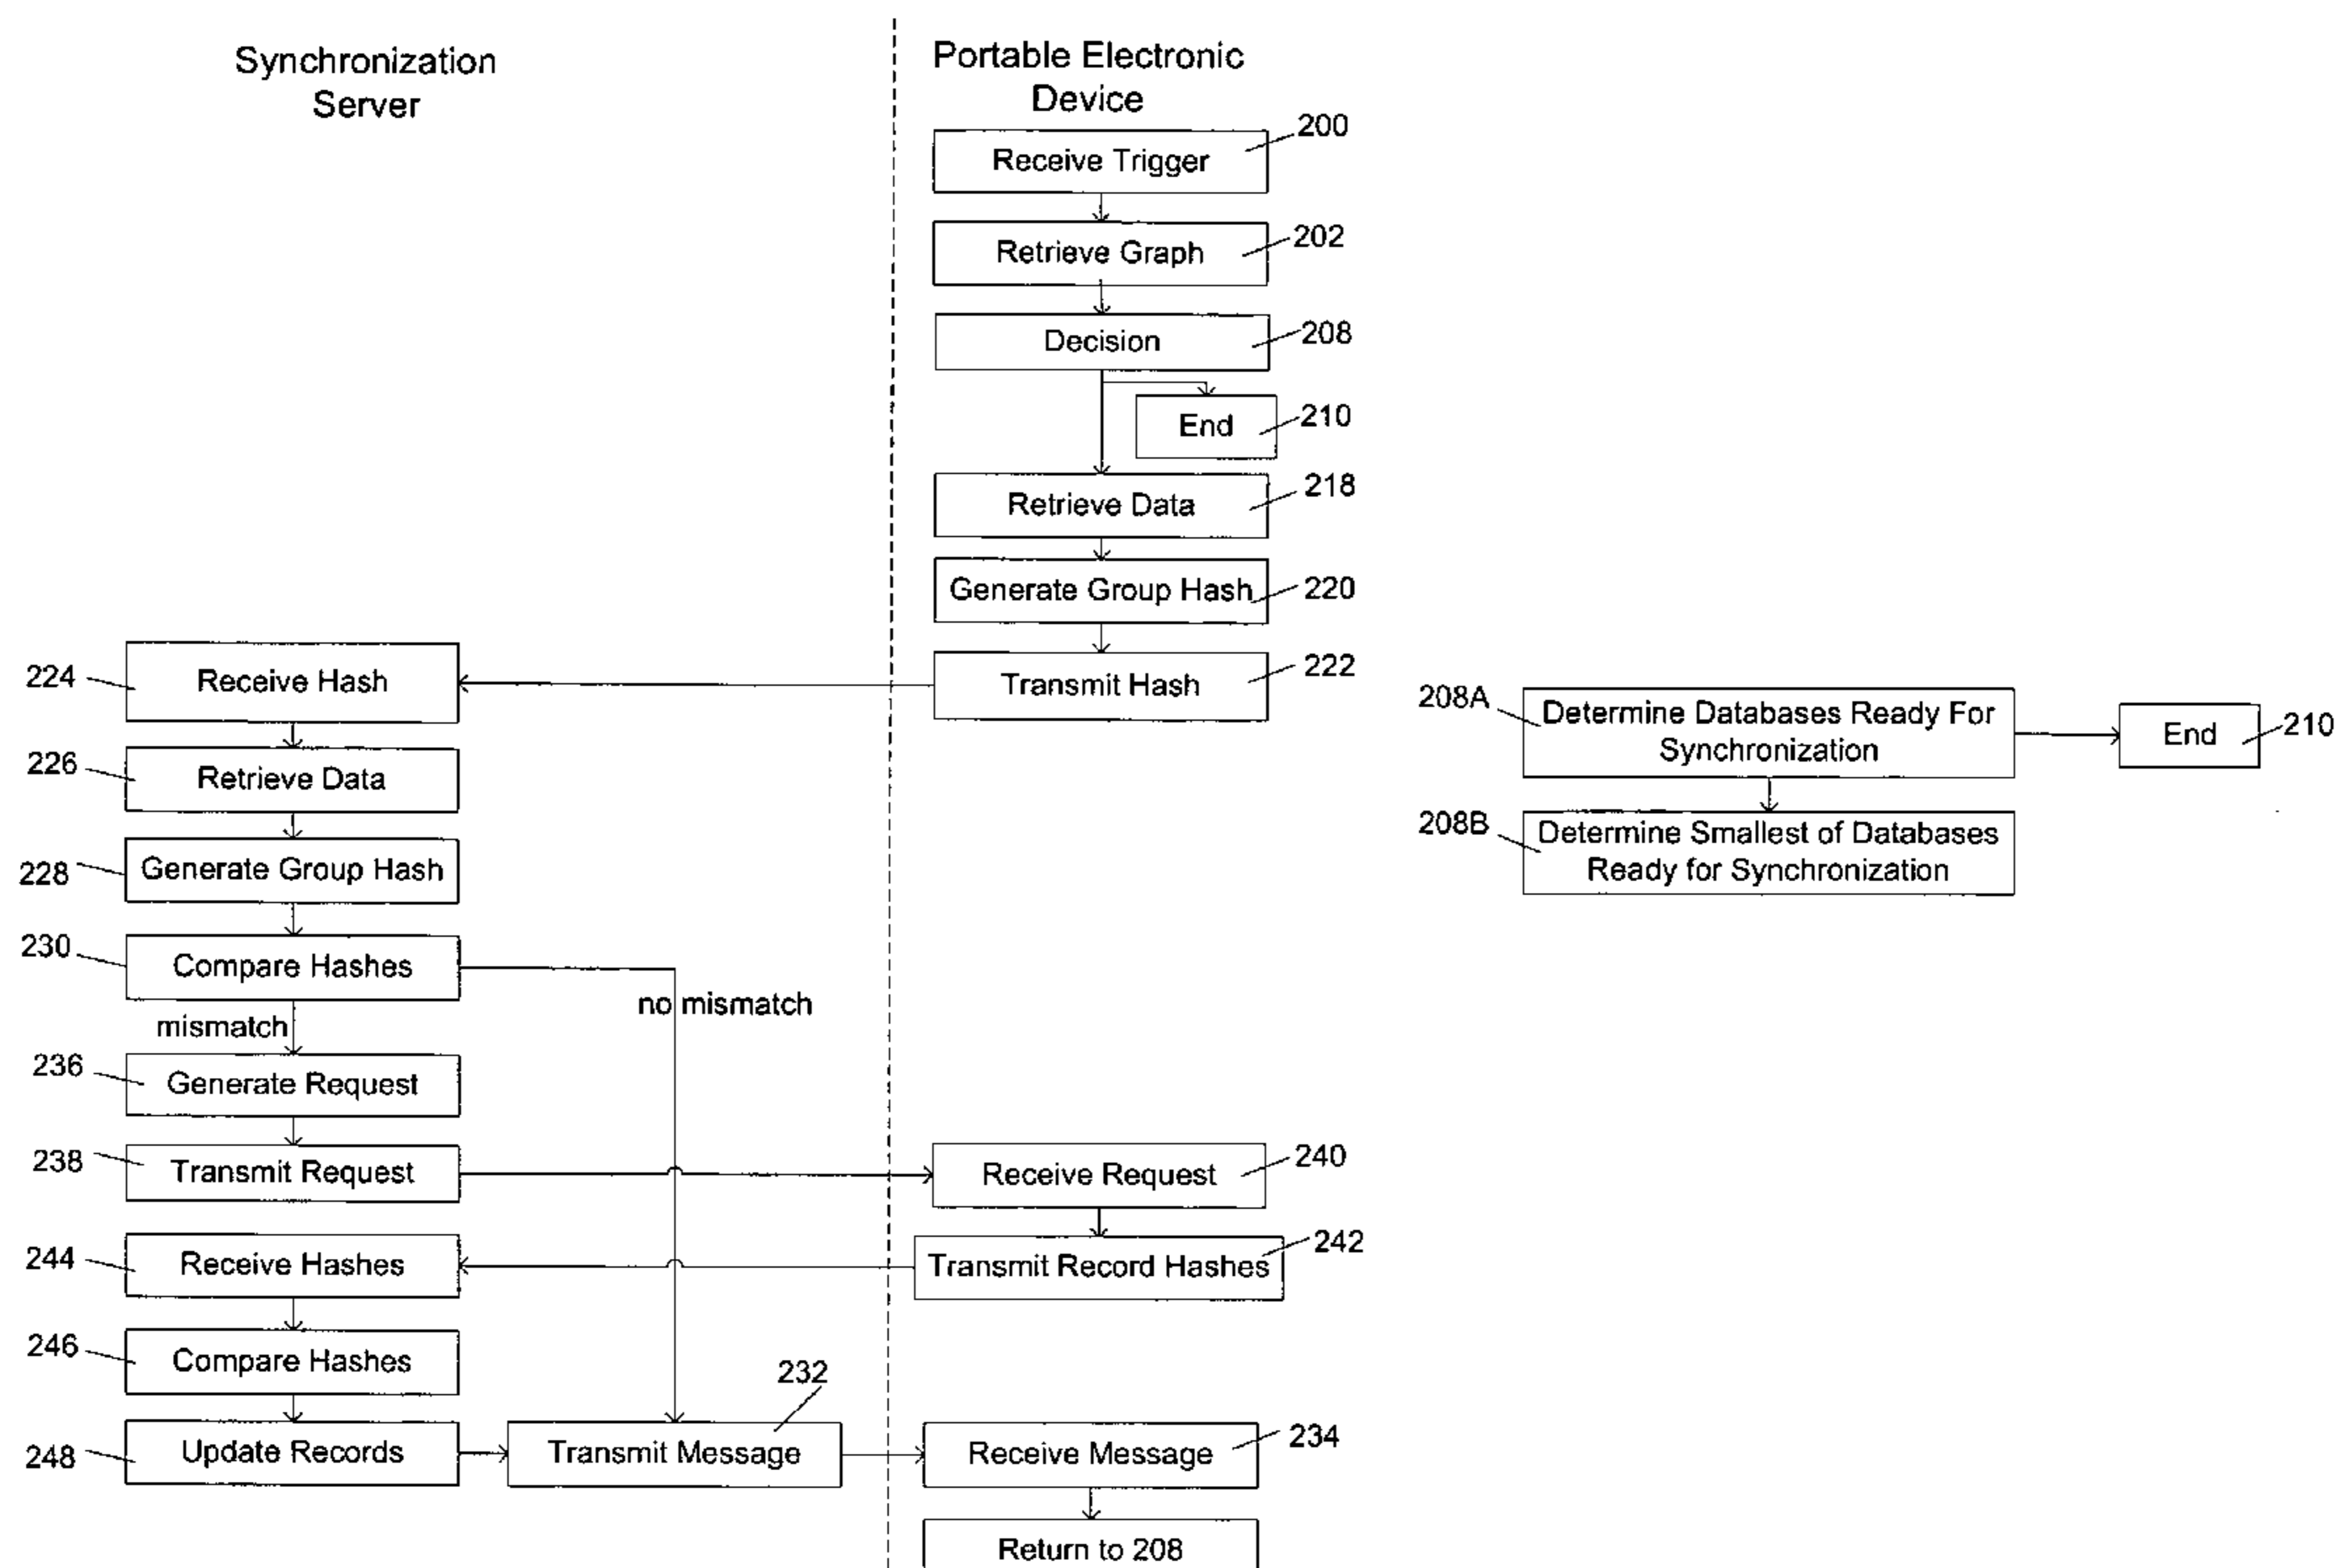 Synchronization
Server
Portable Electronic
Device
200
Receive Trigger
202
Retrieve Graph
208
Decision
210
End
218
Retrieve Data
220
Generate Group Hash
222
Transmit Hash
224
Receive Hash
226
Retrieve Data
228
Generate Group Hash
230
Compare Hashes
no mismatch
mismatch
236
Generate Request
238
Transmit Request
240
Receive Request
242
Transmit Record Hashes
244
Receive Hashes
246
Compare Hashes
248
Update Records
232
Transmit Message
234
Receive Message
Return to 208
208A
Determine Databases Ready For
Synchronization
End
210
208B
Determine Smallest of Databases
Ready for Synchronization